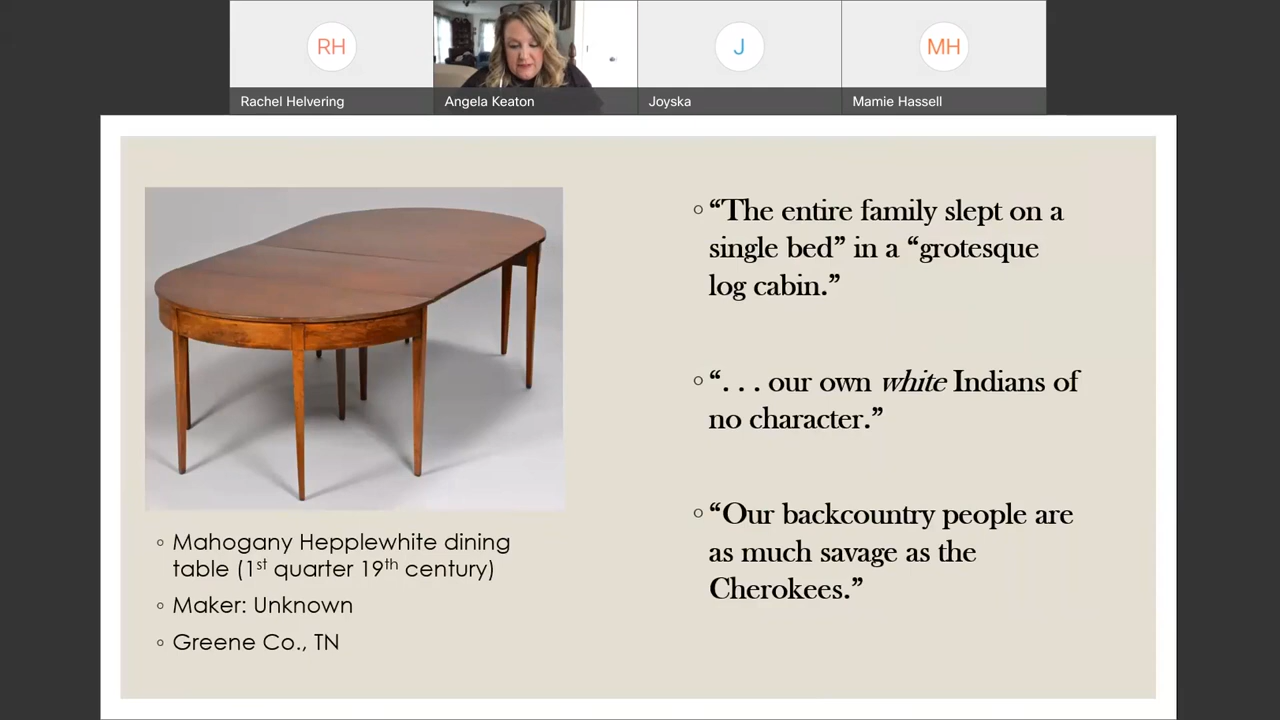 RH
J
MH
Rachel Helvering
Angela Keaton
Joyska
Mamie Hassell
◦ Mahogany Hepplewhite dining
table (1st quarter 19th century)
◦ Maker: Unknown
◦ Greene Co., TN
◦ “The entire family slept on a
single bed” in a “grotesque
log cabin.”
◦ “. . . our own white Indians of
no character.”
◦ “Our backcountry people are
as much savage as the
Cherokees.”